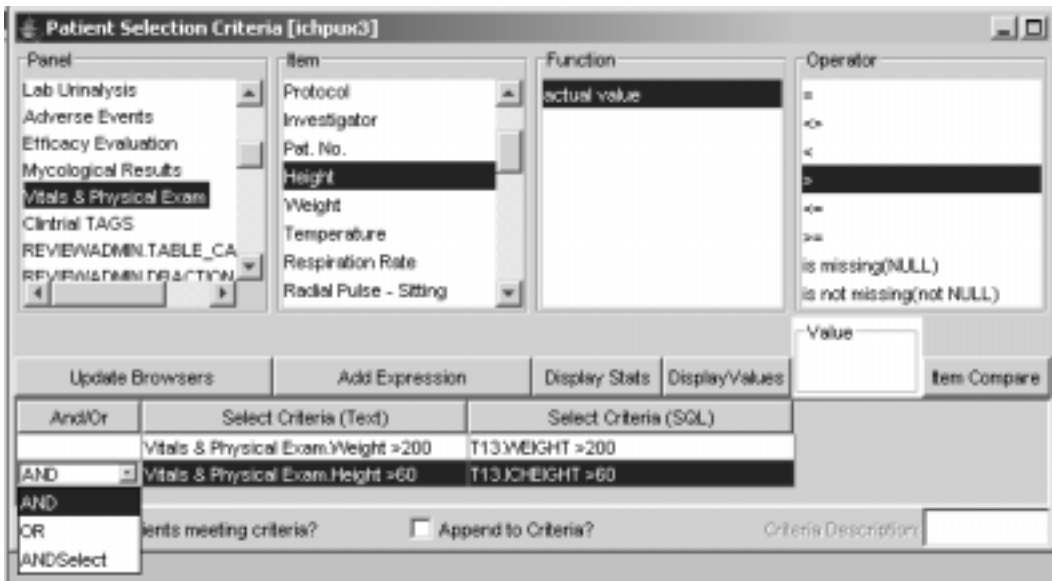 Patient Selection Criteria [ichpux3]
Panel
Lab Urinalysis
Adverse Events
Efficacy Evaluation
Mycological Results
Vitals & Physical Exam
Clintrial TAGS
REVIEWADMIN.TABLE_CA
REVIEWADMIN.DBACTION
Item
Protocol
Investigator
Pat. No.
Height
Weight
Temperature
Respiration Rate
Radial Pulse - Sitting
Function
actual value
Operator
=
<>
<
>
<=
>=
is missing(NULL)
is not missing(not NULL)
Value
Update Browsers
Add Expression
Display Stats
DisplayValues
Item Compare
And/Or Select Criteria (Text) Select Criteria (SQL)
Vitals & Physical Exam.Weight >200 T13.WEIGHT >200
AND Vitals & Physical Exam.Height >60 T13.ICHEIGHT >60
AND
OR
ANDSelect
ients meeting criteria?
Append to Criteria?
Criteria Description: